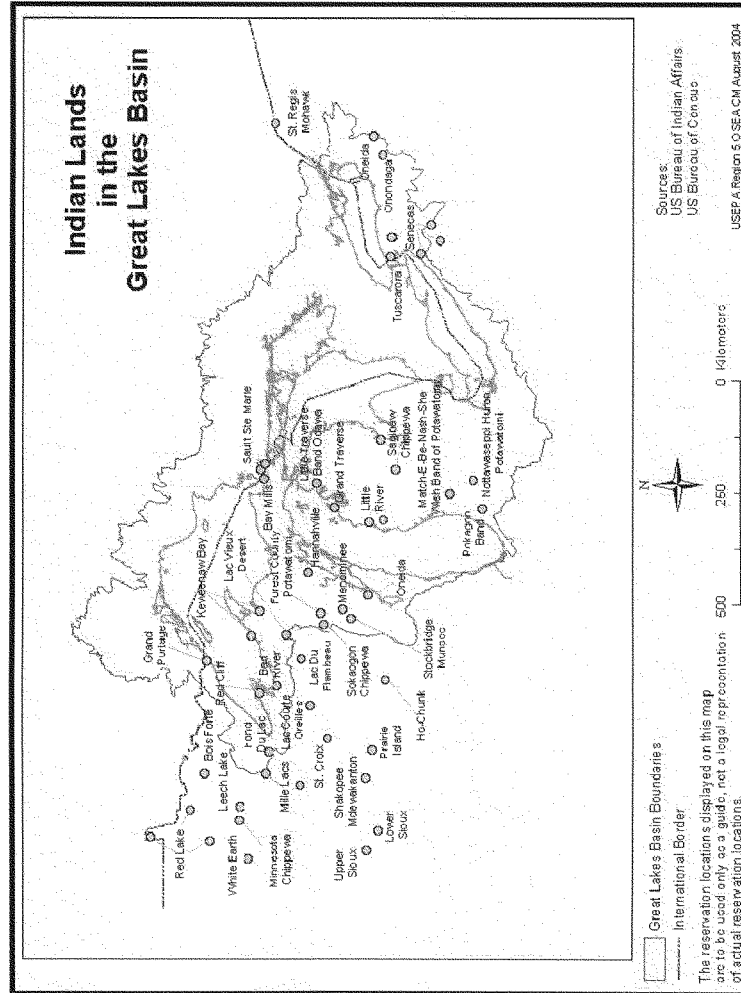 Indian Lands
in the
Great Lakes Basin
St. Regis
Mohawk
Oneida
Onondaga
Senecas
Tuscarora
Sault Ste Marie
Bay Mills
Little Traverse
Band Odawa
Grand Traverse
Little
River
Saginaw
Chippewa
Match-E-Be-Nash-She
Wish Band of Potawatomi
Nottawaseppi Huron
Potawatomi
Pokagon
Band
Keweenaw Bay
Lac Vieux
Desert
Forest County
Potawatomi
Hannahville
Menominee
Oneida
Stockbridge
Munsee
Sokaogon
Chippewa
Lac Du
Flambeau
Ho-Chunk
Grand
Portage
Red Cliff
Bad
River
Lac Courte
Oreilles
St. Croix
Fond
Du Lac
Mille Lacs
Bois Forte
Leech Lake
Red Lake
White Earth
Minnesota
Chippewa
Prairie
Island
Shakopee
Mdewakanton
Lower
Sioux
Upper
Sioux
N
500 250 0 Kilometers
Great Lakes Basin Boundaries
International Border
The reservation locations displayed on this map
are to be used only as a guide, not a legal representation
of actual reservation locations.
Sources:
US Bureau of Indian Affairs
US Bureau of Census
USEPA Region 5 OSEA CM August 2004